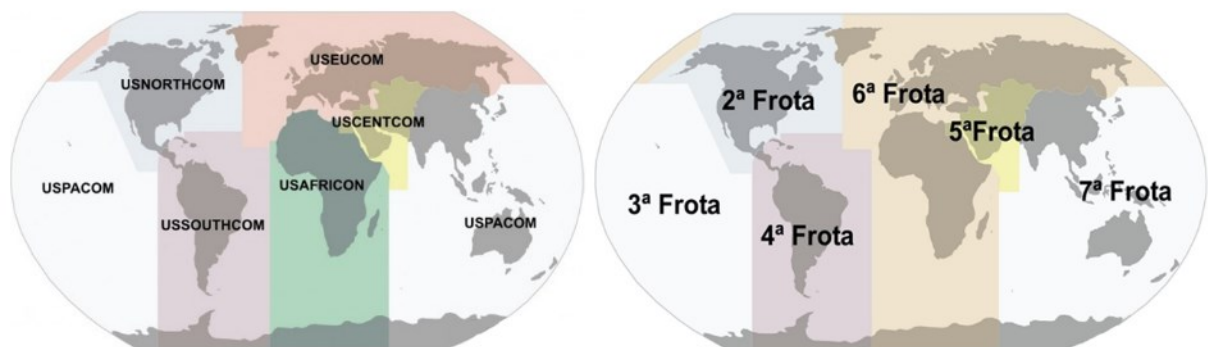 USEUCOM
USNORTHCOM
USCENTCOM
USPACOM
USAFRICON
USSOUTHCOM
USPACOM
2ª Frota
6ª Frota
5ªFrota
3ª Frota
7ª Frota
4ª Frota